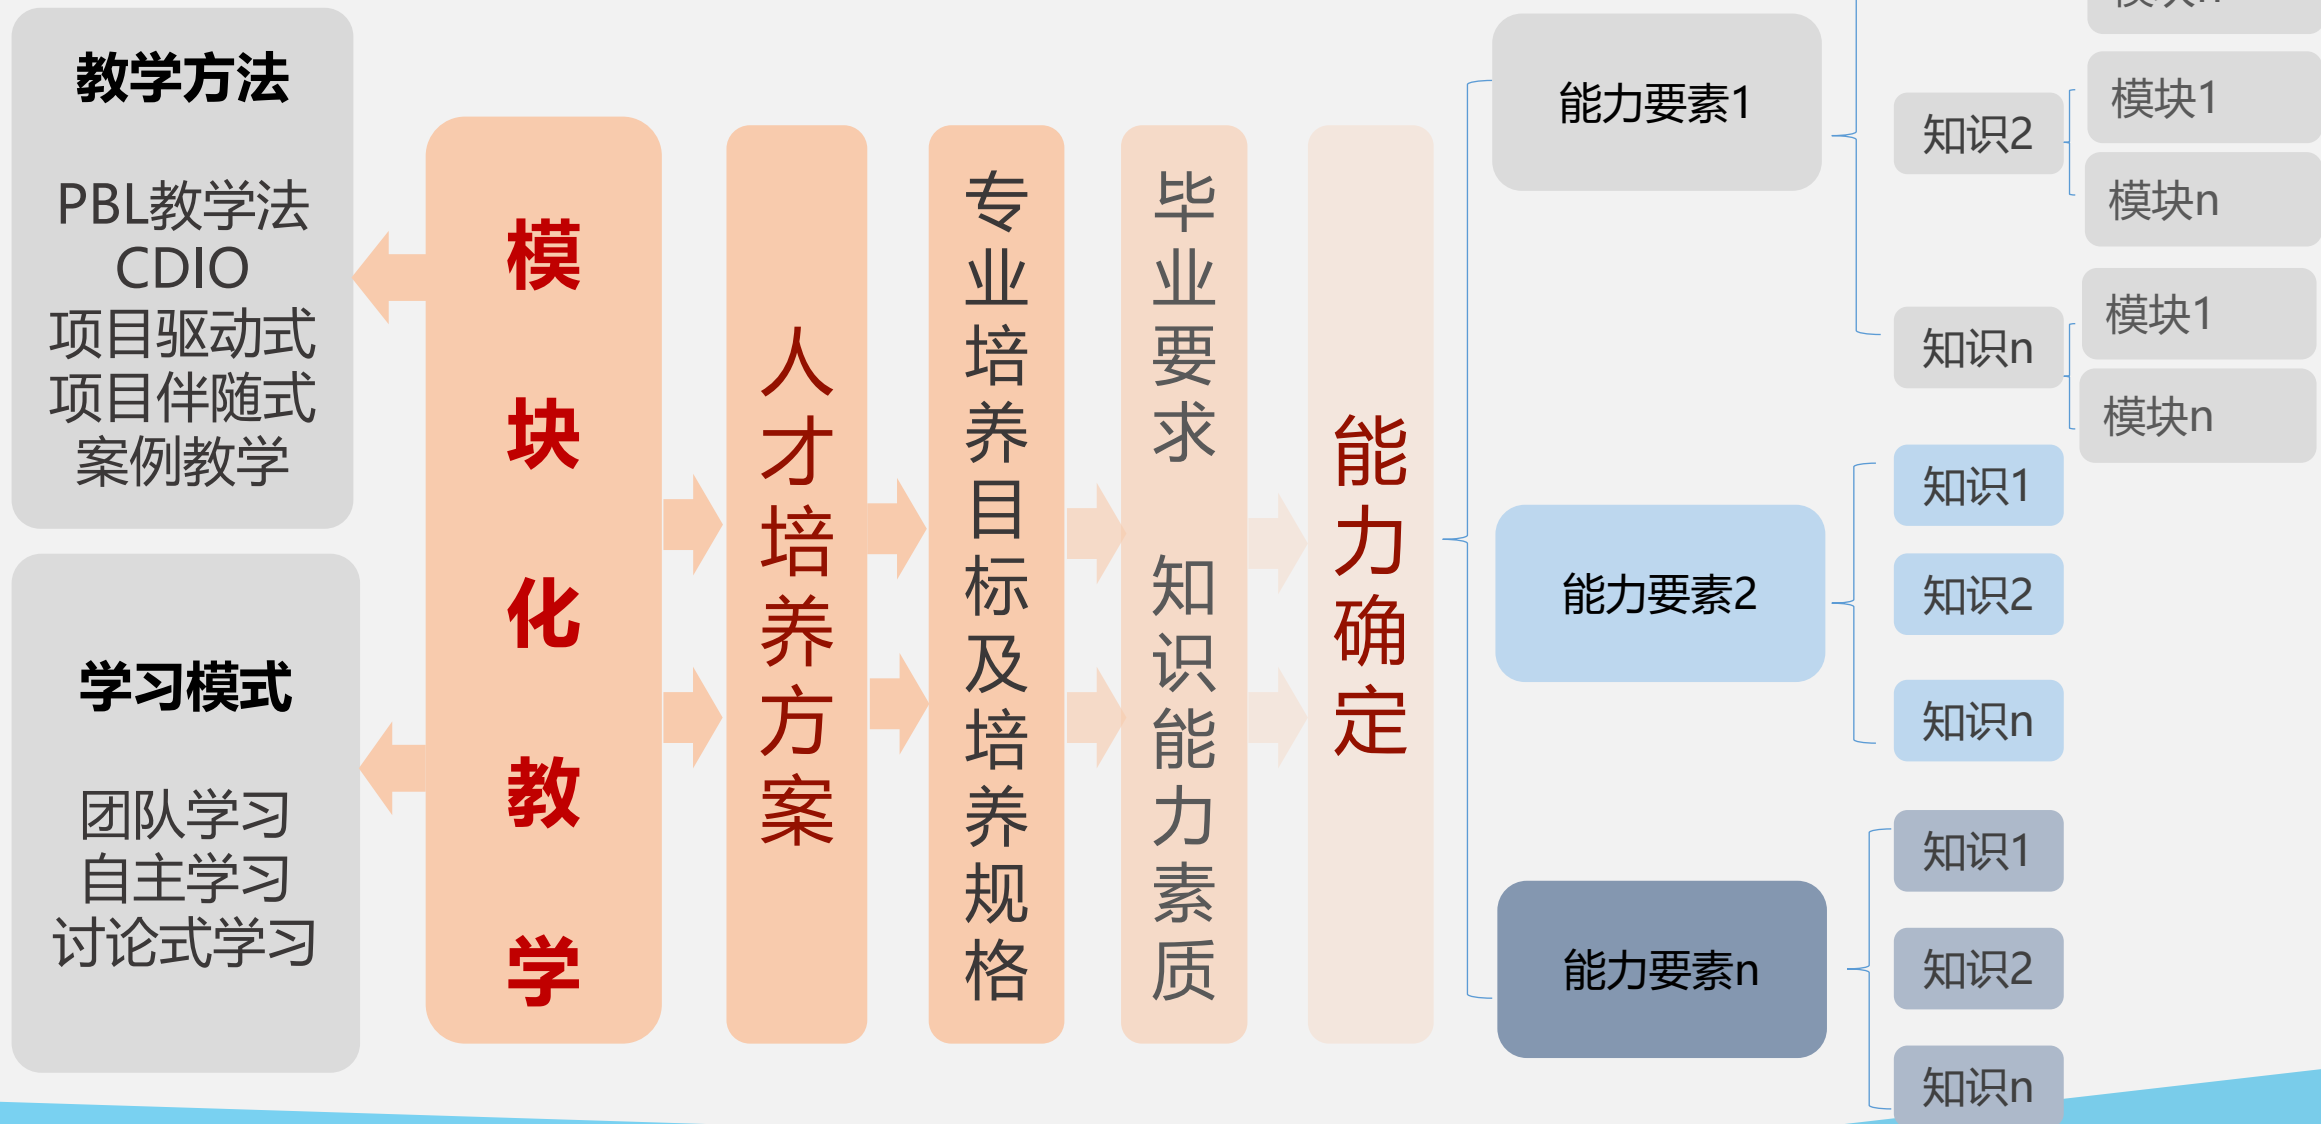 教学方法
PBL教学法
CDIO
项目驱动式
项目伴随式
案例教学
学习模式
团队学习
自主学习
讨论式学习
模块化教学
人才培养方案
专业培养目标及培养规格
毕业要求 知识能力素质
能力确定
能力要素1
知识2
模块1
模块n
知识n
模块1
模块n
能力要素2
知识1
知识2
知识n
能力要素n
知识1
知识2
知识n